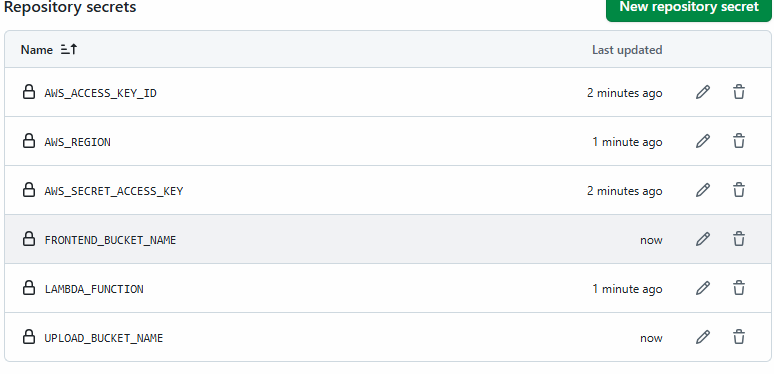 Repository secrets
New repository secret
Name
Last updated
AWS_ACCESS_KEY_ID
2 minutes ago
AWS_REGION
1 minute ago
AWS_SECRET_ACCESS_KEY
2 minutes ago
FRONTEND_BUCKET_NAME
now
LAMBDA_FUNCTION
1 minute ago
UPLOAD_BUCKET_NAME
now